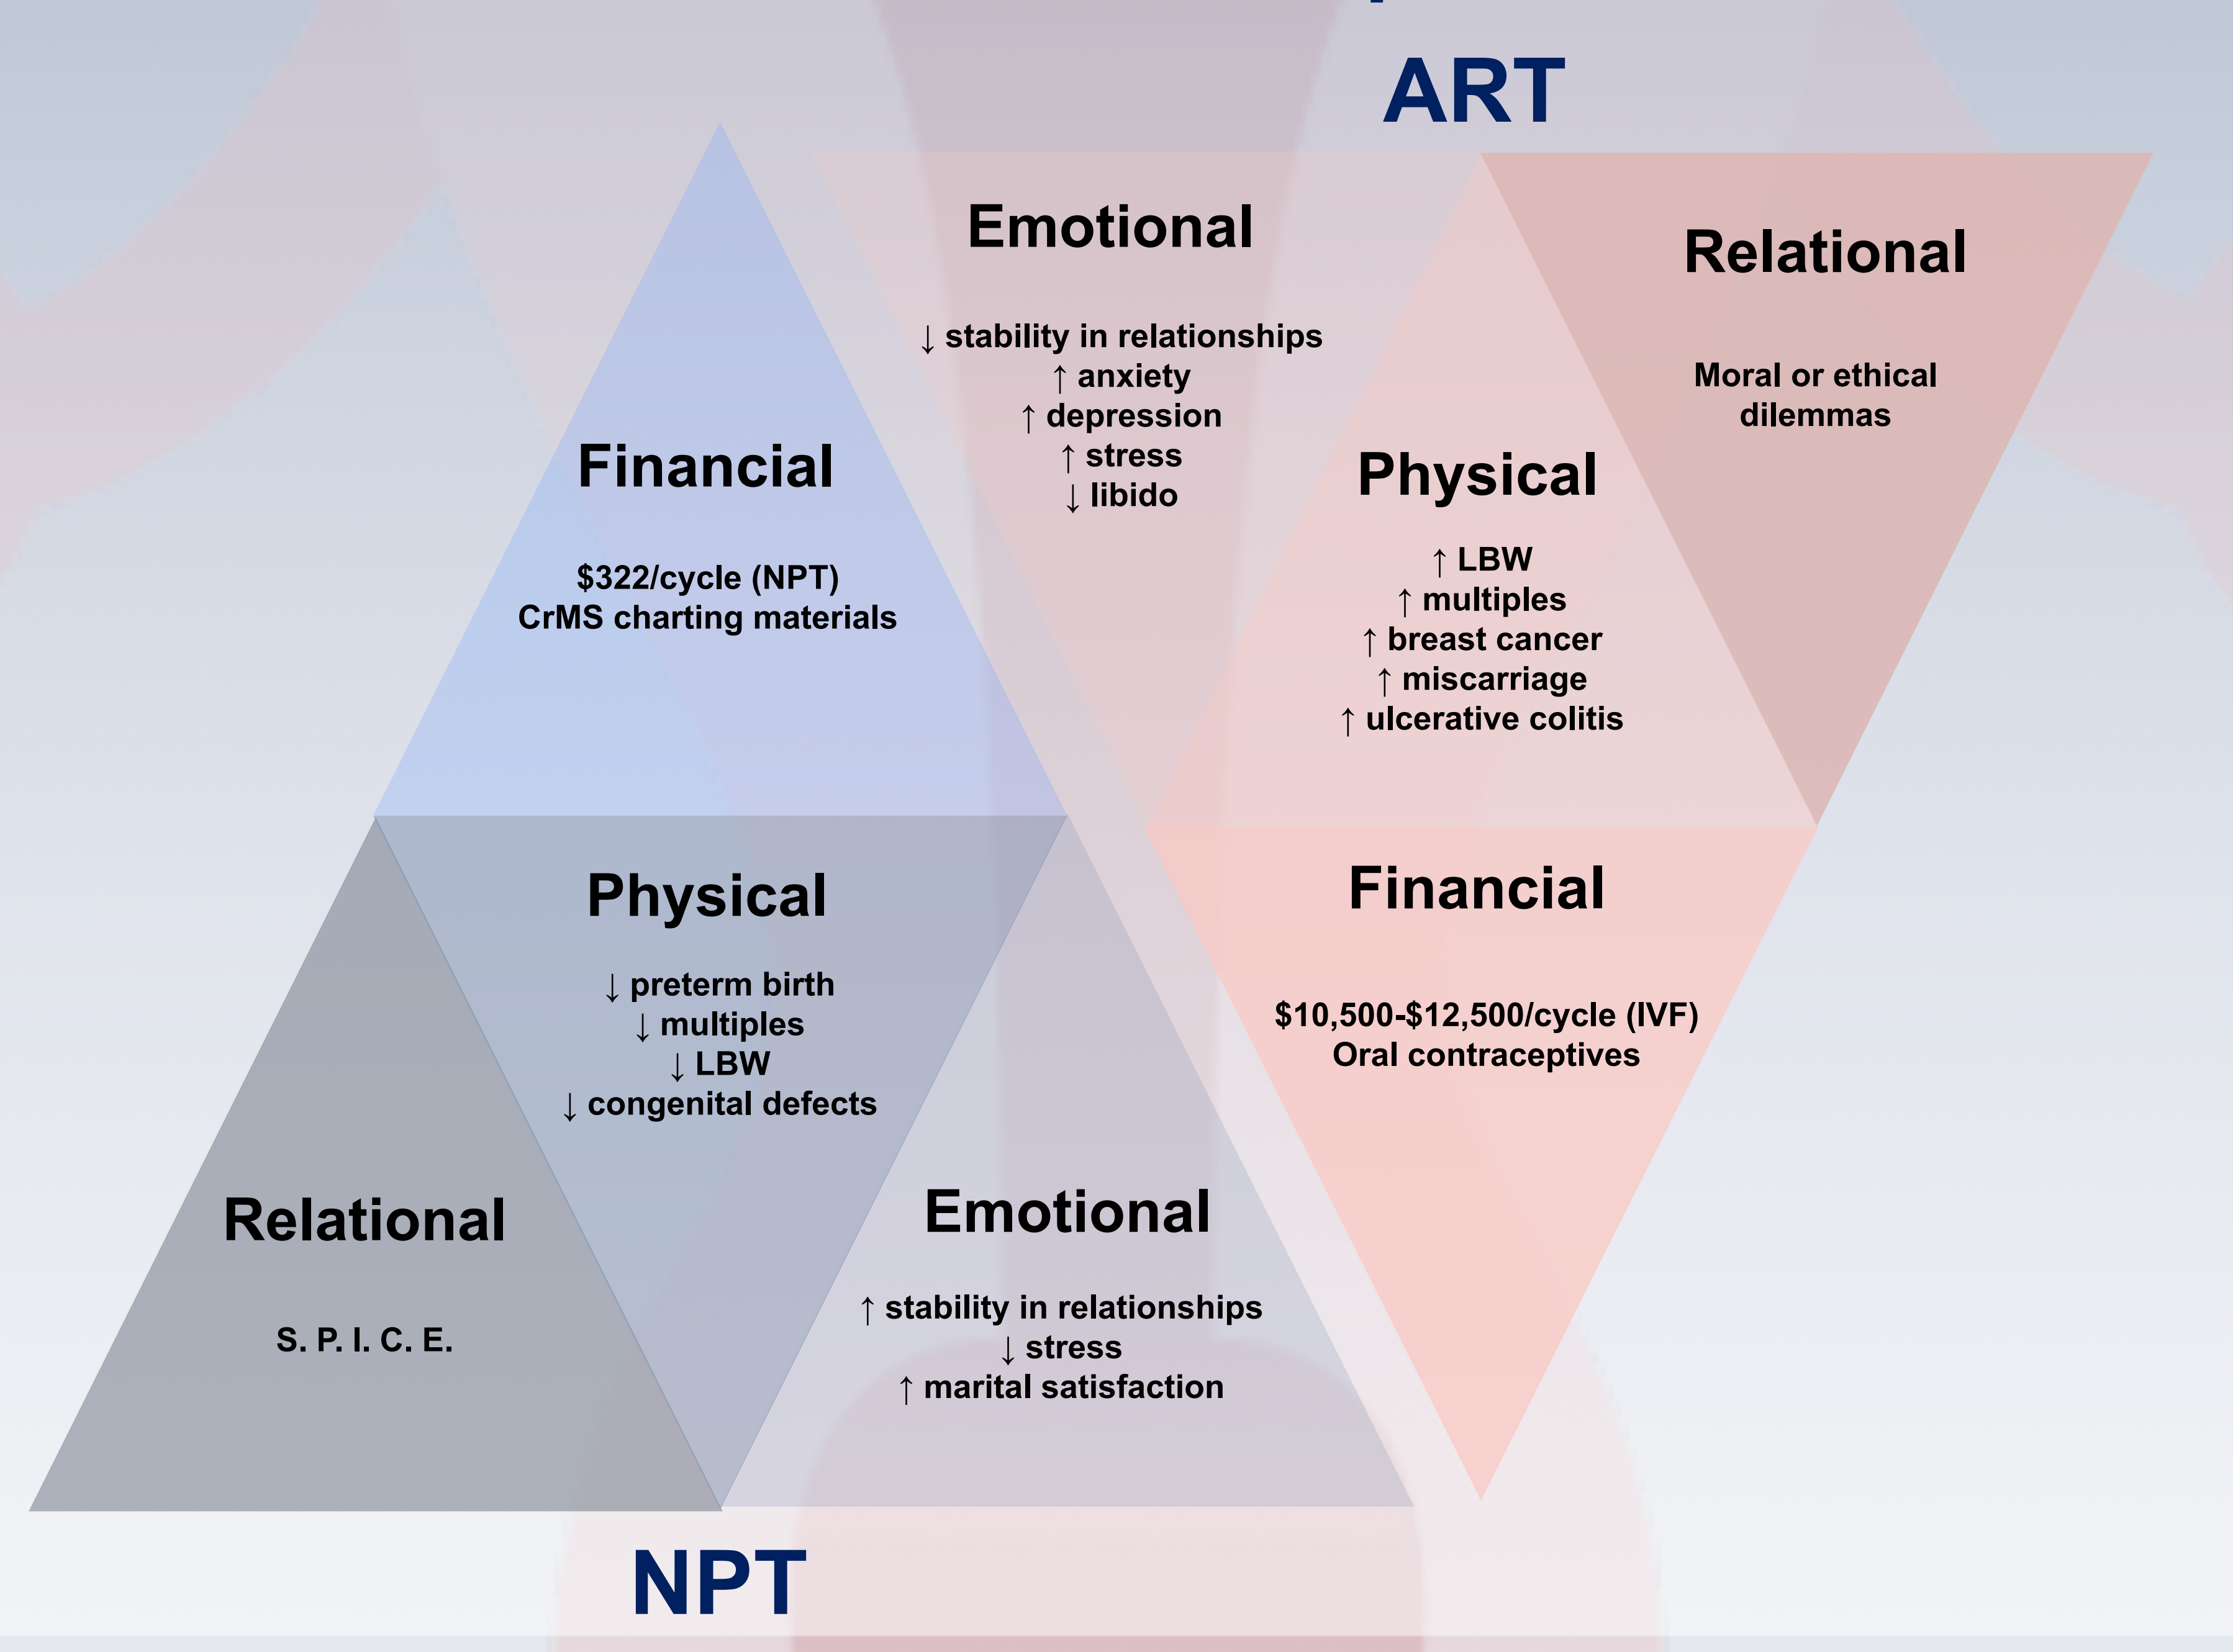 ART
Emotional
↓ stability in relationships
↑ anxiety
↑ depression
↑ stress
↓ libido
Relational
Moral or ethical
dilemmas
Financial
$322/cycle (NPT)
CrMS charting materials
Physical
↑ LBW
↑ multiples
↑ breast cancer
↑ miscarriage
↑ ulcerative colitis
Physical
↓ preterm birth
↓ multiples
↓ LBW
↓ congenital defects
Financial
$10,500-$12,500/cycle (IVF)
Oral contraceptives
Relational
S. P. I. C. E.
Emotional
↑ stability in relationships
↓ stress
↑ marital satisfaction
NPT